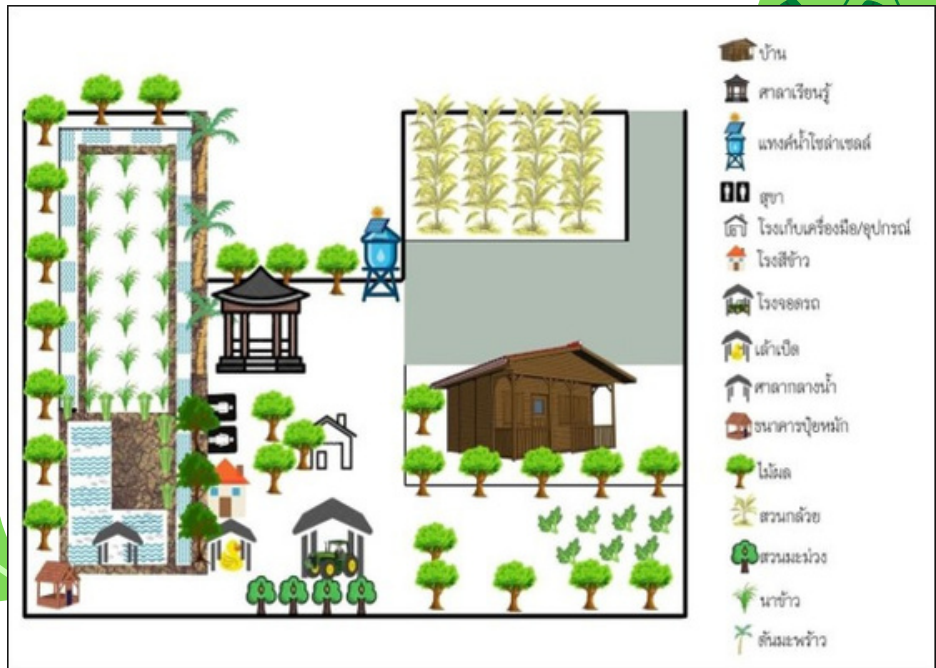 บ้าน
ศาลาเรียนรู้
แทงค์น้ำโซล่าเซลล์
สุขา
โรงเก็บเครื่องมือ/อุปกรณ์
โรงสีข้าว
โรงจอดรถ
เล้าเป็ด
ศาลากลางน้ำ
ธนาคารปุ๋ยหมัก
ไม้ผล
สวนกล้วย
สวนมะม่วง
นาข้าว
ต้นมะพร้าว